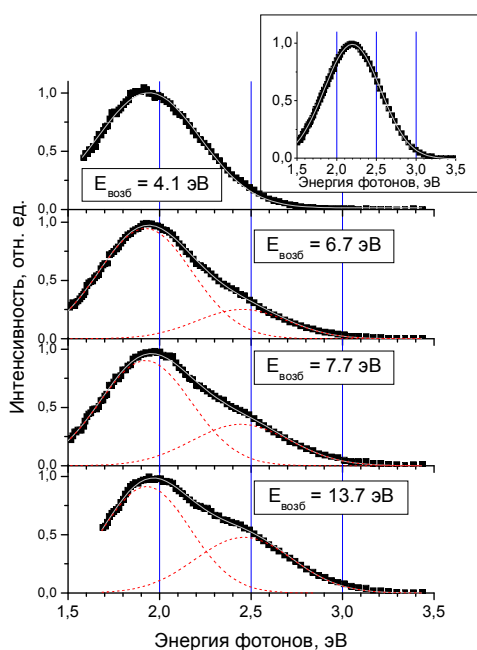 1,0
0,5
0,0
1,5 2,0 2,5 3,0 3,5
Энергия фотонов, эВ
1,0
0,5
0,0
E возб = 4.1 эВ
1,0
0,5
0,0
E возб = 6.7 эВ
1,0
0,5
0,0
E возб = 7.7 эВ
1,0
0,5
0,0
E возб = 13.7 эВ
1,5 2,0 2,5 3,0 3,5
Энергия фотонов, эВ
Интенсивность, отн. ед.